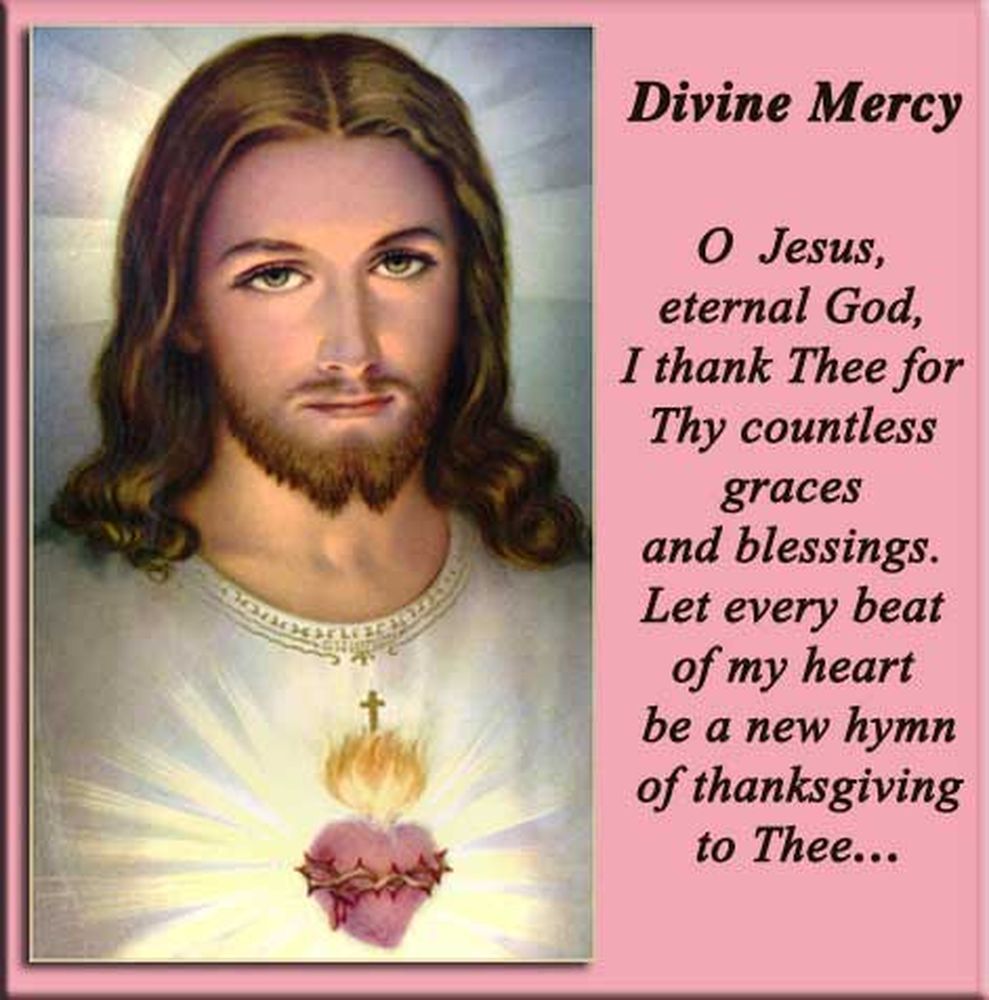 Divine Mercy
O Jesus,
eternal God,
I thank Thee for
Thy countless
graces
and blessings.
Let every beat
of my heart
be a new hymn
of thanksgiving
to Thee...